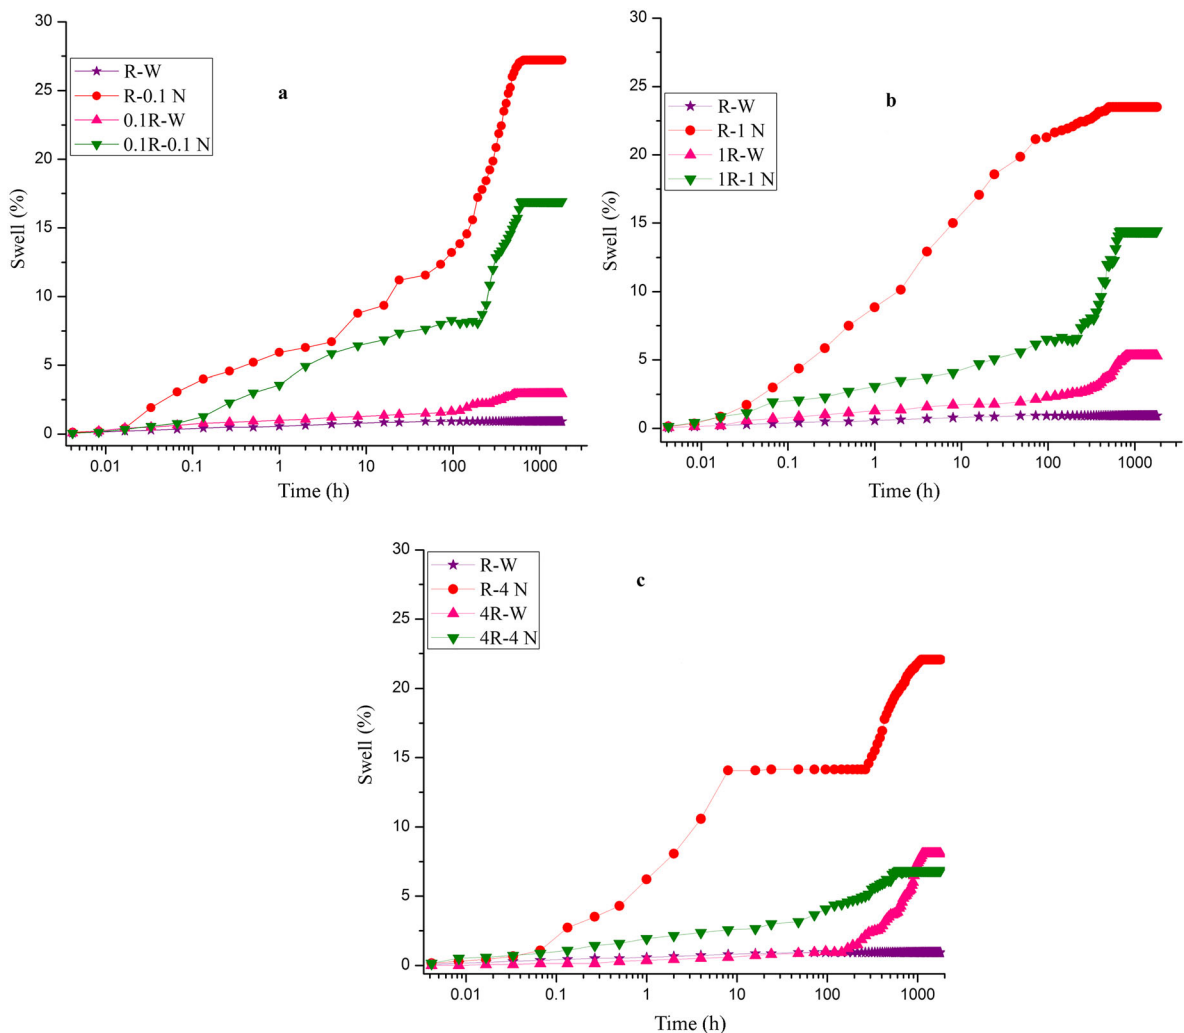 30
25
20
15
10
5
0
Swell (%)
R-W
R-0.1 N
0.1R-W
0.1R-0.1 N
a
0.01 0.1 1 10 100 1000
Time (h)
30
25
20
15
10
5
0
Swell (%)
R-W
R-1 N
1R-W
1R-1 N
b
0.01 0.1 1 10 100 1000
Time (h)
30
25
20
15
10
5
0
Swell (%)
R-W
R-4 N
4R-W
4R-4 N
c
0.01 0.1 1 10 100 1000
Time (h)